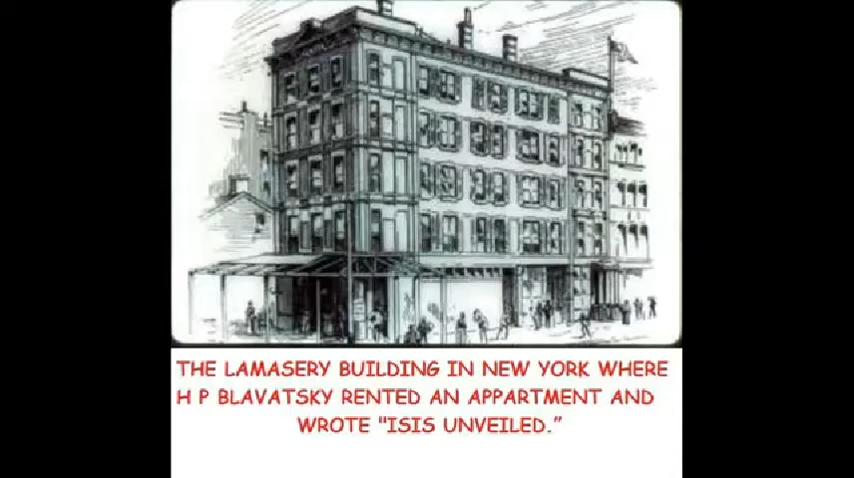 THE LAMASERY BUILDING IN NEW YORK WHERE
H P BLAVATSKY RENTED AN APPARTMENT AND
WROTE "ISIS UNVEILED.”